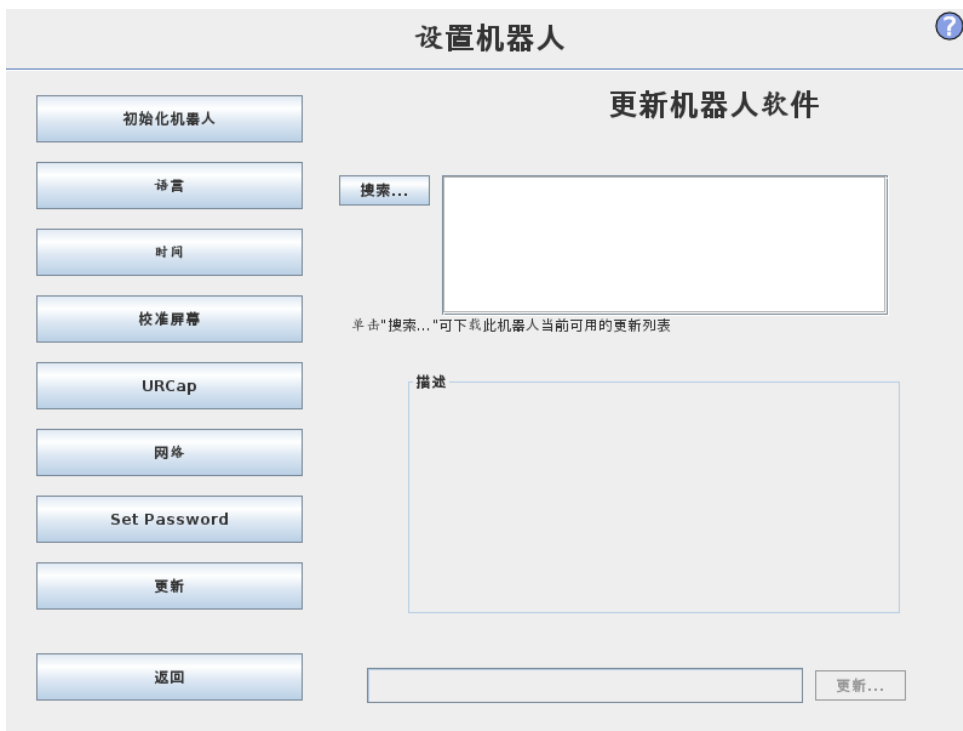 设置机器人
?
初始化机器人
语言
时间
校准屏幕
URCap
网络
Set Password
更新
返回
更新机器人软件
搜索...
单击"搜索..."可下载此机器人当前可用的更新列表
描述
更新...